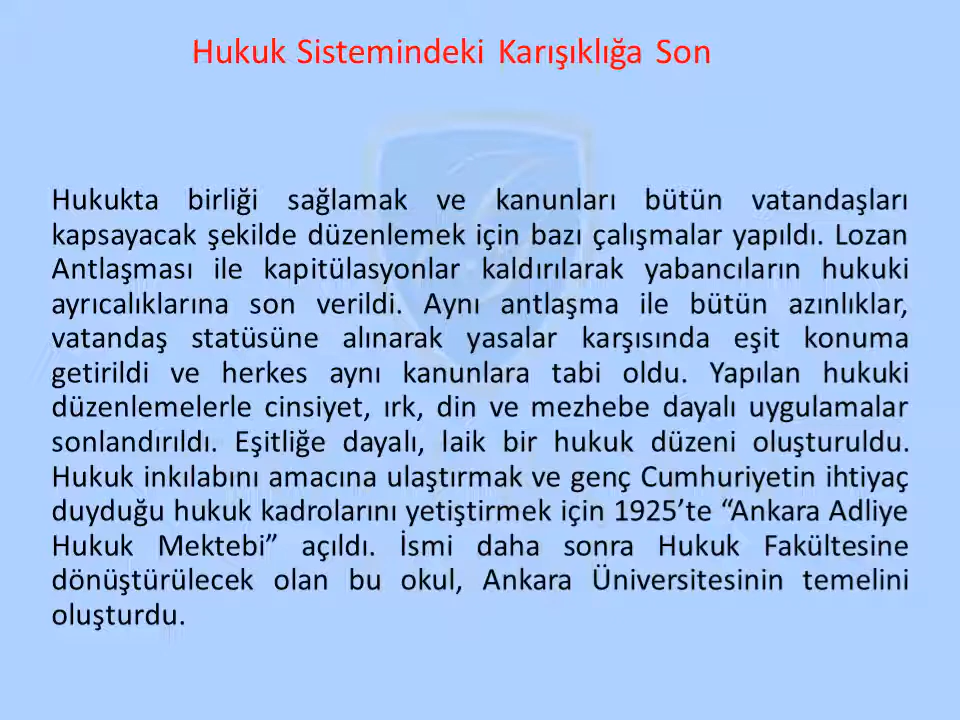 Hukuk Sistemindeki Karışıklığa Son
Hukukta birliği sağlamak ve kanunları bütün vatandaşları
kapsayacak şekilde düzenlemek için bazı çalışmalar yapıldı. Lozan
Antlaşması ile kapitülasyonlar kaldırılarak yabancıların hukuki
ayrıcalıklarına son verildi. Aynı antlaşma ile bütün azınlıklar,
vatandaş statüsüne alınarak yasalar karşısında eşit konuma
getirildi ve herkes aynı kanunlara tabi oldu. Yapılan hukuki
düzenlemelerle cinsiyet, ırk, din ve mezhebe dayalı uygulamalar
sonlandırıldı. Eşitliğe dayalı, laik bir hukuk düzeni oluşturuldu.
Hukuk inkılabını amacına ulaştırmak ve genç Cumhuriyetin ihtiyaç
duyduğu hukuk kadrolarını yetiştirmek için 1925’te “Ankara Adliye
Hukuk Mektebi” açıldı. İsmi daha sonra Hukuk Fakültesine
dönüştürülecek olan bu okul, Ankara Üniversitesinin temelini
oluşturdu.